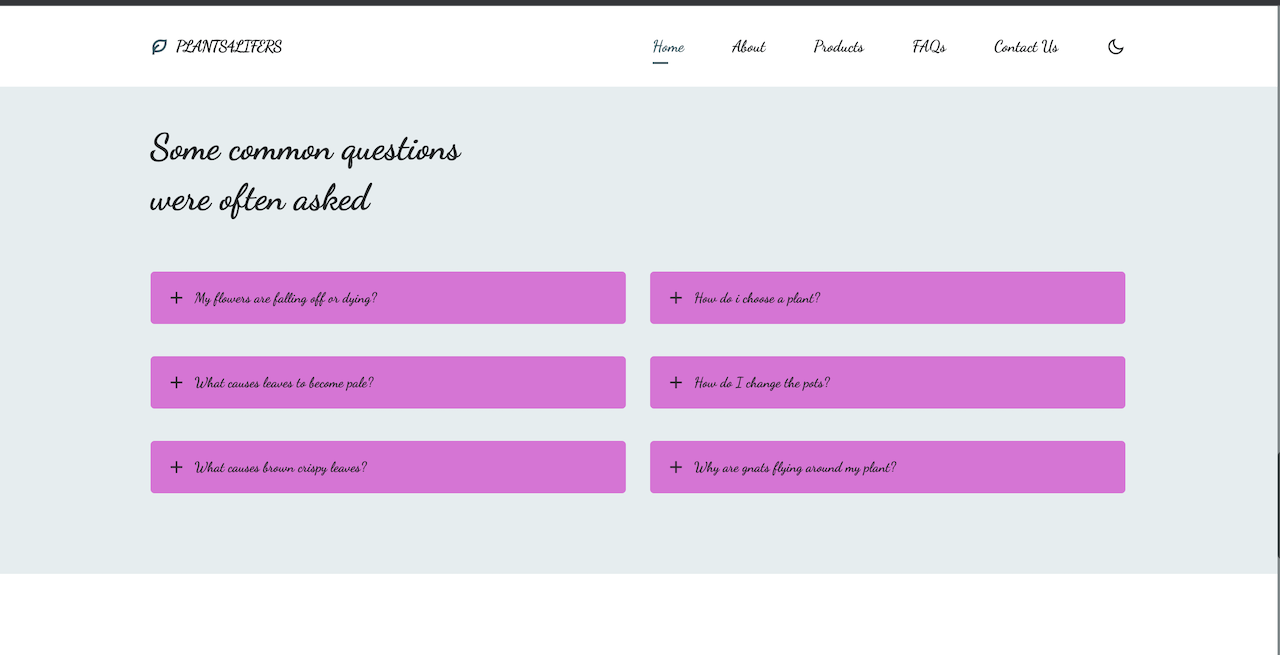 PLANTS4LIFERS
Home About Products FAQs Contact Us
Some common questions
were often asked
My flowers are falling off or dying?
How do i choose a plant?
What causes leaves to become pale?
How do I change the pots?
What causes brown crispy leaves?
Why are gnats flying around my plant?